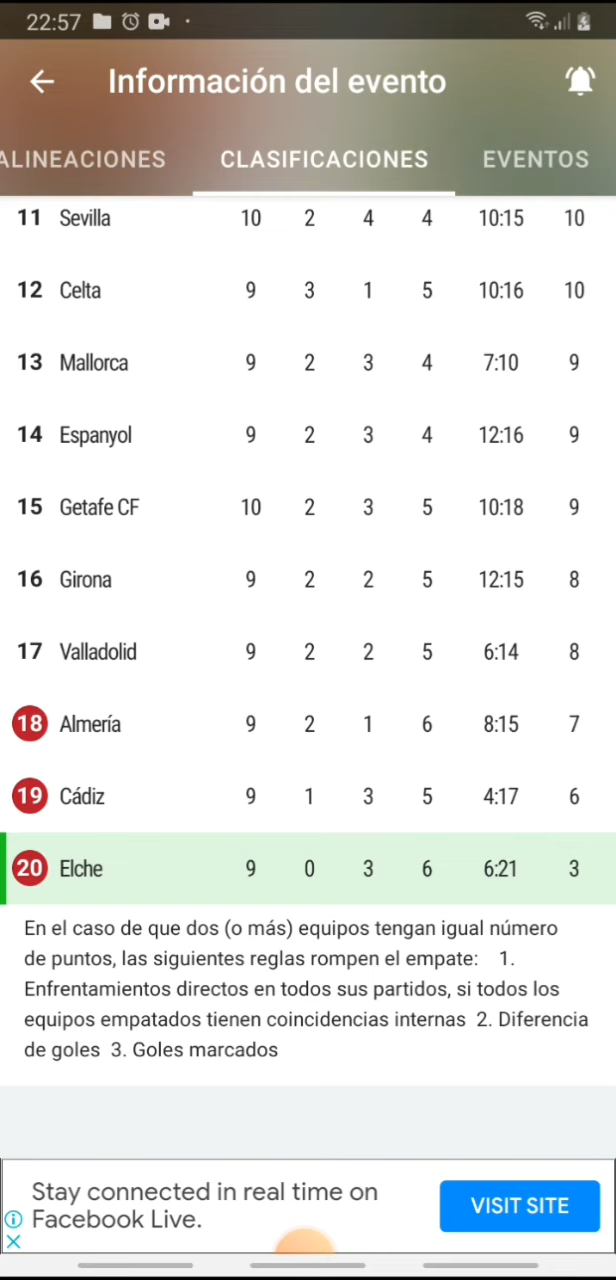 22:57
Información del evento
ALINEACIONES CLASIFICACIONES EVENTOS
11 Sevilla 10 2 4 4 10:15 10
12 Celta 9 3 1 5 10:16 10
13 Mallorca 9 2 3 4 7:10 9
14 Espanyol 9 2 3 4 12:16 9
15 Getafe CF 10 2 3 5 10:18 9
16 Girona 9 2 2 5 12:15 8
17 Valladolid 9 2 2 5 6:14 8
18 Almería 9 2 1 6 8:15 7
19 Cádiz 9 1 3 5 4:17 6
20 Elche 9 0 3 6 6:21 3
En el caso de que dos (o más) equipos tengan igual número
de puntos, las siguientes reglas rompen el empate: 1.
Enfrentamientos directos en todos sus partidos, si todos los
equipos empatados tienen coincidencias internas 2. Diferencia
de goles 3. Goles marcados
Stay connected in real time on
Facebook Live.
VISIT SITE